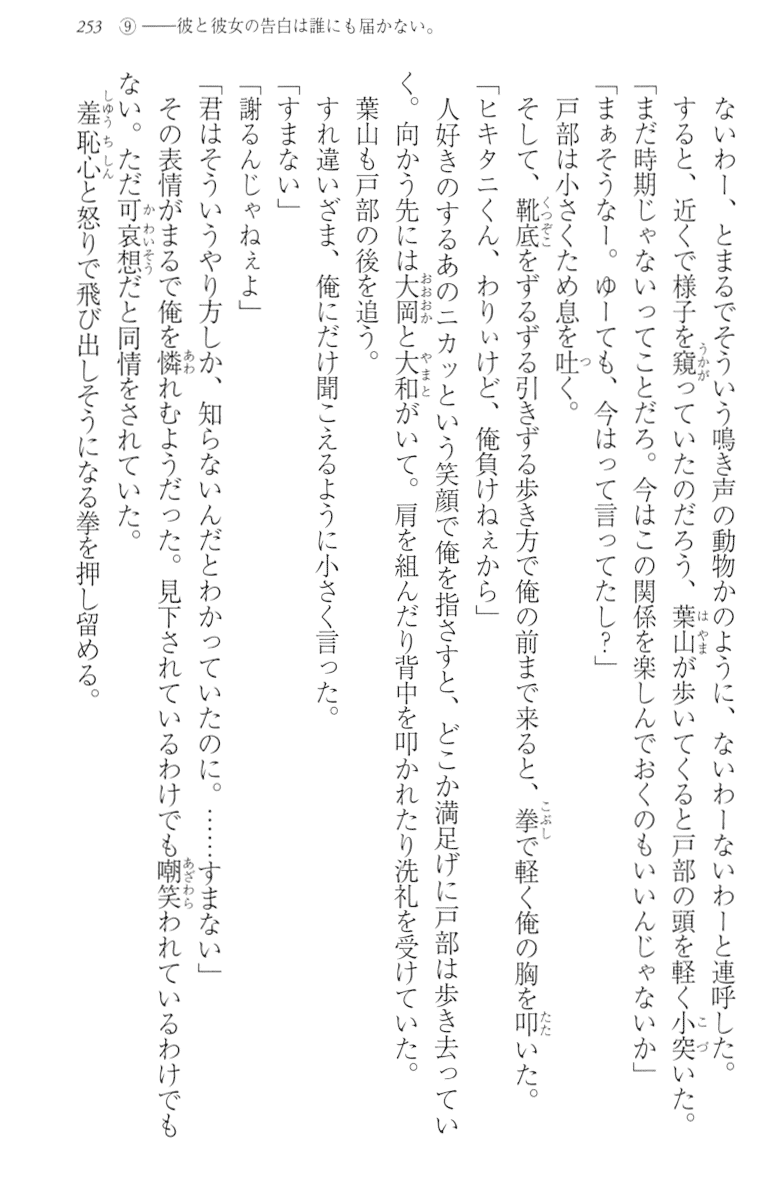 253　⑨ ――彼と彼女の告白は誰にも届かない。
ないわー、とまるでそういう鳴き声の動物かのように、ないわーないわーと連呼した。
すると、近くで様子を窺っていたのだろう、葉山が歩いてくると戸部の頭を軽く小突いた。
「まだ時期じゃないってことだろ。今はこの関係を楽しんでおくのもいいんじゃないか」
「まぁそうなー。ゆーても、今はって言ってたし？」
戸部は小さくため息を吐く。
そして、靴底をずるずる引きずる歩き方で俺の前まで来ると、拳で軽く俺の胸を叩いた。
「ヒキタニくん、わりぃけど、俺負けねぇから」
人好きのするあのニカッという笑顔で俺を指さすと、どこか満足げに戸部は歩き去ってい
く。向かう先には大岡と大和がいて。肩を組んだり背中を叩かれたり洗礼を受けていた。
葉山も戸部の後を追う。
すれ違いざま、俺にだけ聞こえるように小さく言った。
「すまない」
「謝るんじゃねぇよ」
「君はそういうやり方しか、知らないんだとわかっていたのに。……すまない」
その表情がまるで俺を憐れむようだった。見下されているわけでも嘲笑われているわけでも
ない。ただ可哀想だと同情をされていた。
羞恥心と怒りで飛び出しそうになる拳を押し留める。